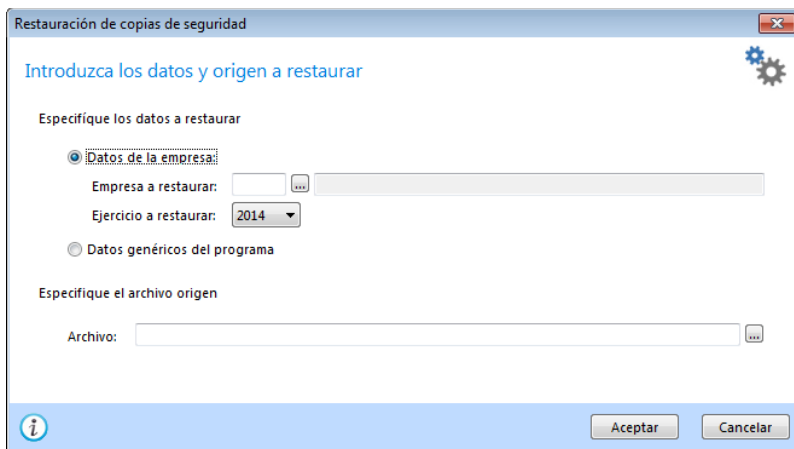 Restauración de copias de seguridad
Introduzca los datos y origen a restaurar
Especifíque los datos a restaurar
Datos de la empresa:
Empresa a restaurar: ...
Ejercicio a restaurar: 2014
Datos genéricos del programa
Especifique el archivo origen
Archivo: ...
Aceptar Cancelar